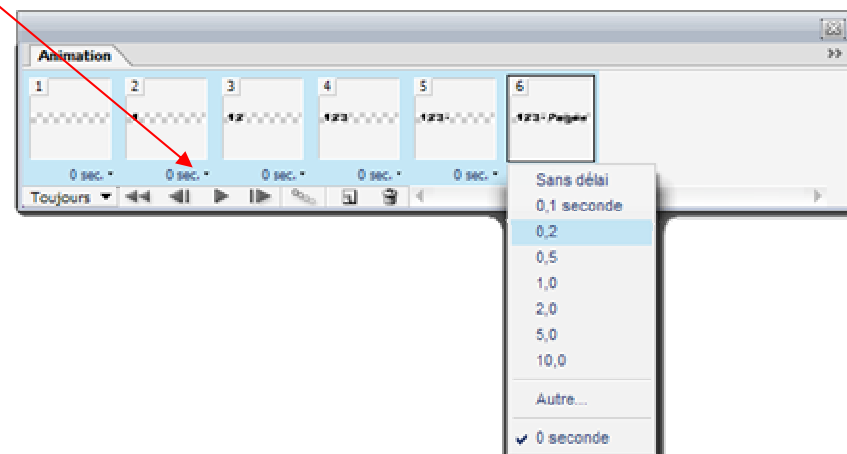 Animation
1 2 3 4 5 6
1 12 123 123- 123- Pejpée
0 sec. 0 sec. 0 sec. 0 sec. 0 sec.
Toujours
Sans délai
0,1 seconde
0,2
0,5
1,0
2,0
5,0
10,0
Autre...
0 seconde